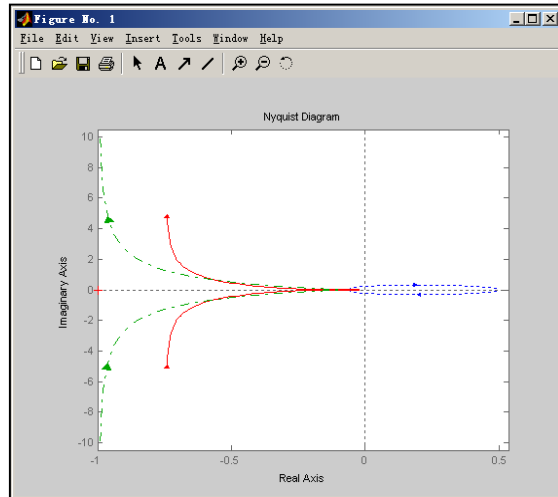 Figure No. 1
File Edit View Insert Tools Window Help
A
Nyquist Diagram
10
8
6
4
2
0
-2
-4
-6
-8
-10
Imaginary Axis
-1 -0.5 0 0.5
Real Axis